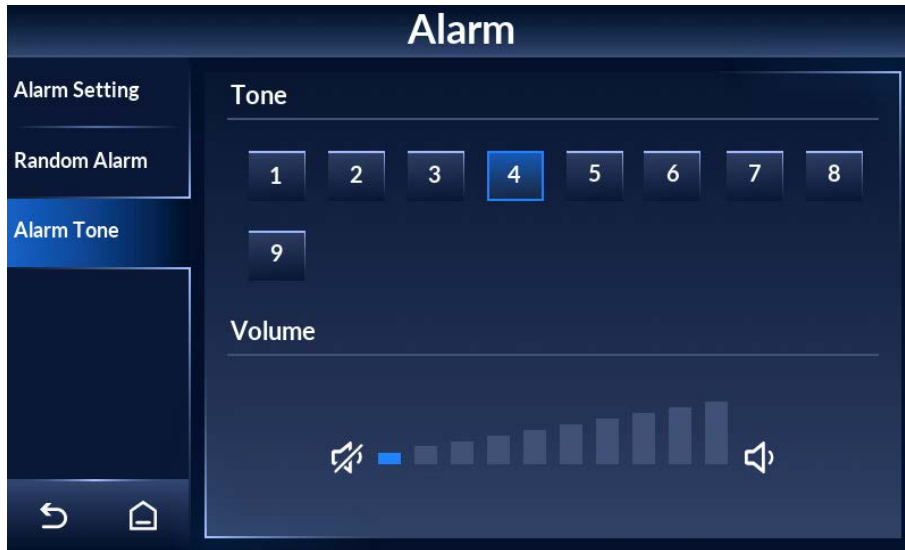 Alarm
Alarm Setting
Random Alarm
Alarm Tone
Tone
1 2 3 4 5 6 7 8
9
Volume